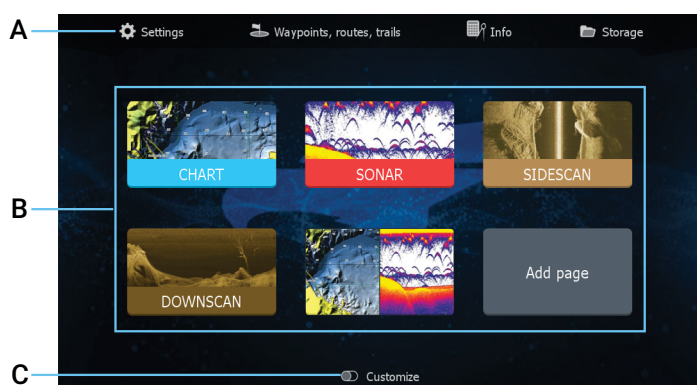 A
Settings
Waypoints, routes, trails
Info
Storage
B
CHART
SONAR
SIDESCAN
DOWNSCAN
Add page
C
Customize